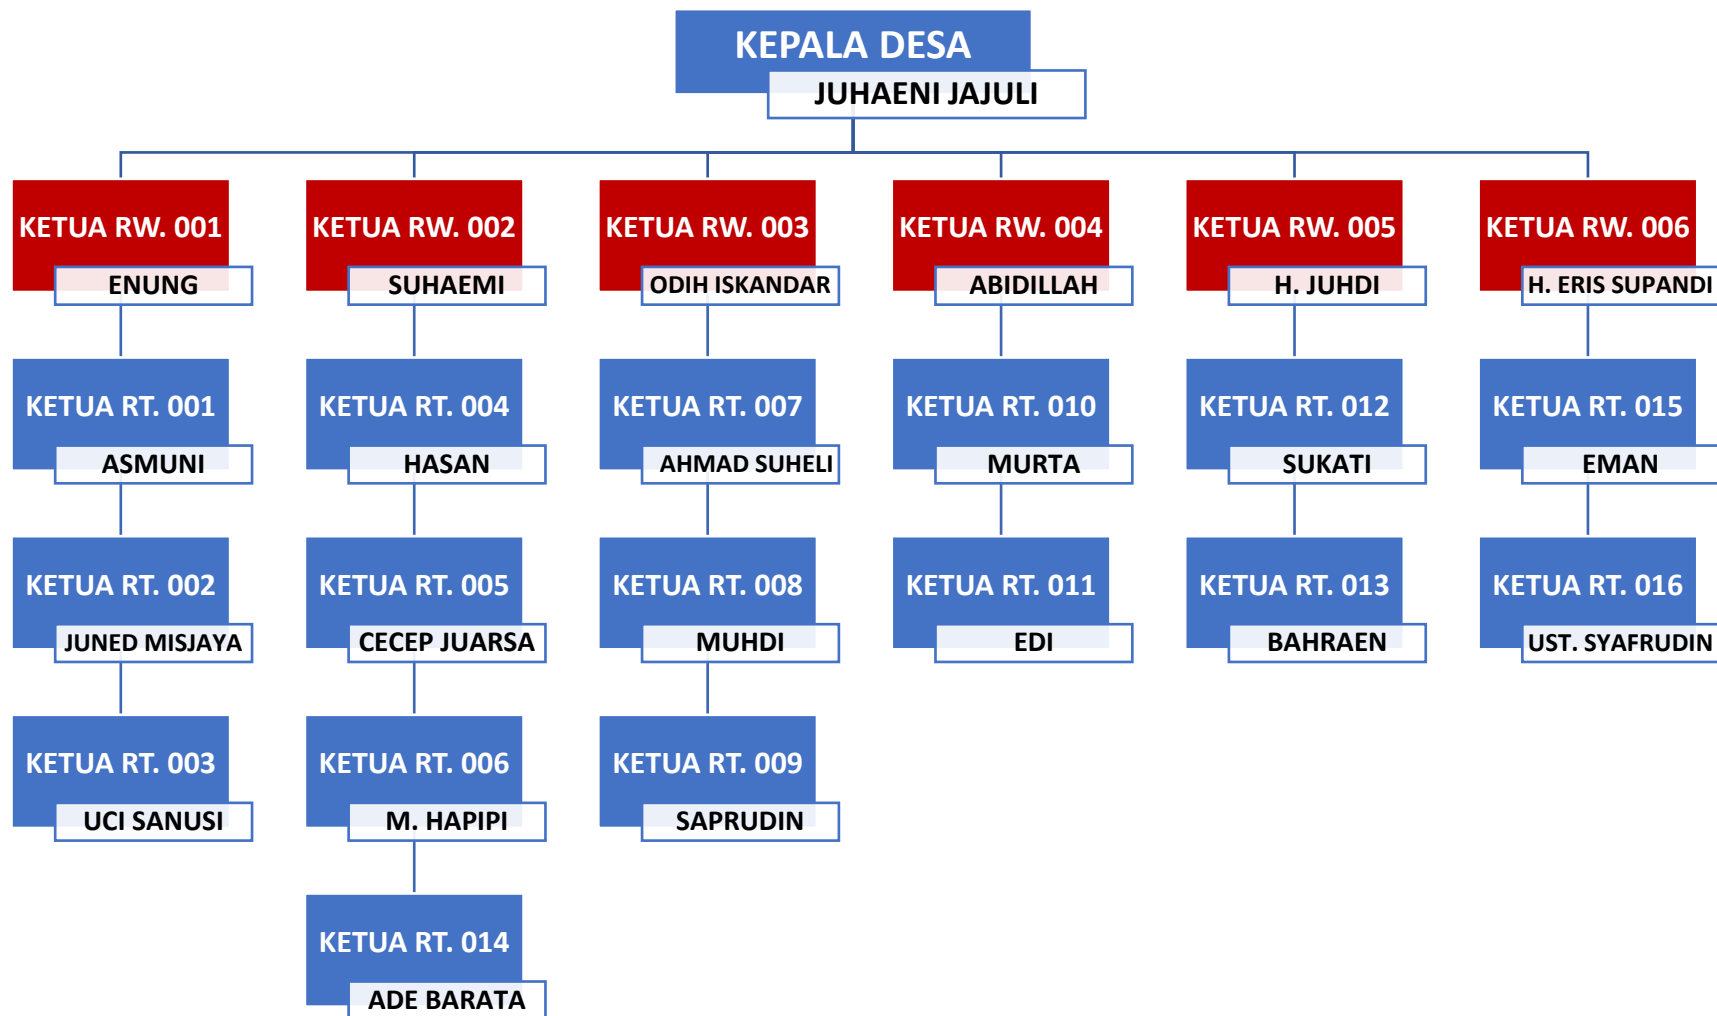 KEPALA DESA
JUHAENI JAJULI
KETUA RW. 001
ENUNG
KETUA RW. 002
SUHAEMI
KETUA RW. 003
ODIH ISKANDAR
KETUA RW. 004
ABIDILLAH
KETUA RW. 005
H. JUHDI
KETUA RW. 006
H. ERIS SUPANDI
KETUA RT. 001
ASMUNI
KETUA RT. 004
HASAN
KETUA RT. 007
AHMAD SUHELI
KETUA RT. 010
MURTA
KETUA RT. 012
SUKATI
KETUA RT. 015
EMAN
KETUA RT. 002
JUNED MISJAYA
KETUA RT. 005
CECEP JUARSA
KETUA RT. 008
MUHDI
KETUA RT. 011
EDI
KETUA RT. 013
BAHRAEN
KETUA RT. 016
UST. SYAFRUDIN
KETUA RT. 003
UCI SANUSI
KETUA RT. 006
M. HAPIPI
KETUA RT. 009
SAPRUDIN
KETUA RT. 014
ADE BARATA